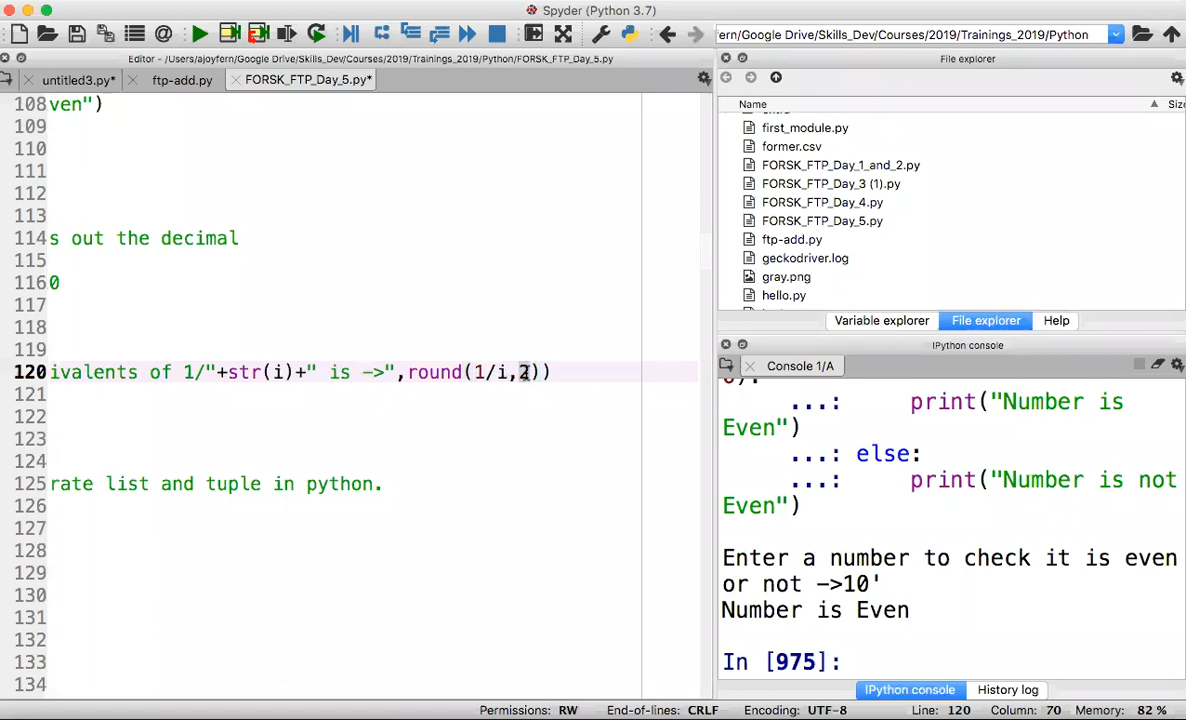 Spyder (Python 3.7)
ern/Google Drive/Skills_Dev/Courses/2019/Trainings_2019/Python
Editor - /Users/ajoyfern/Google Drive/Skills_Dev/Courses/2019/Trainings_2019/Python/FORSK_FTP_Day_5.py
File explorer
untitled3.py*
ftp-add.py
FORSK_FTP_Day_5.py*
108 ven")
109
110
111
112
113
114 s out the decimal
115
116 0
117
118
119
120 ivalents of 1/"+str(i)+" is ->",round(1/i,2))
121
122
123
124
125 rate list and tuple in python.
126
127
128
129
130
131
132
133
134
Name
Size
first_module.py
former.csv
FORSK_FTP_Day_1_and_2.py
FORSK_FTP_Day_3 (1).py
FORSK_FTP_Day_4.py
FORSK_FTP_Day_5.py
ftp-add.py
geckodriver.log
gray.png
hello.py
Variable explorer
File explorer
Help
IPython console
Console 1/A
0):
...: print("Number is
Even")
...: else:
...: print("Number is not
Even")
Enter a number to check it is even
or not ->10'
Number is Even
In [975]:
IPython console
History log
Permissions: RW
End-of-lines: CRLF
Encoding: UTF-8
Line: 120
Column: 70
Memory: 82 %